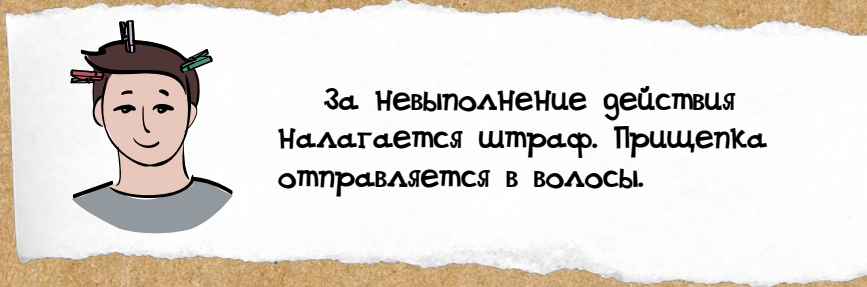 За невыполнение действия
налагается штраф. Прищепка
отправляется в волосы.